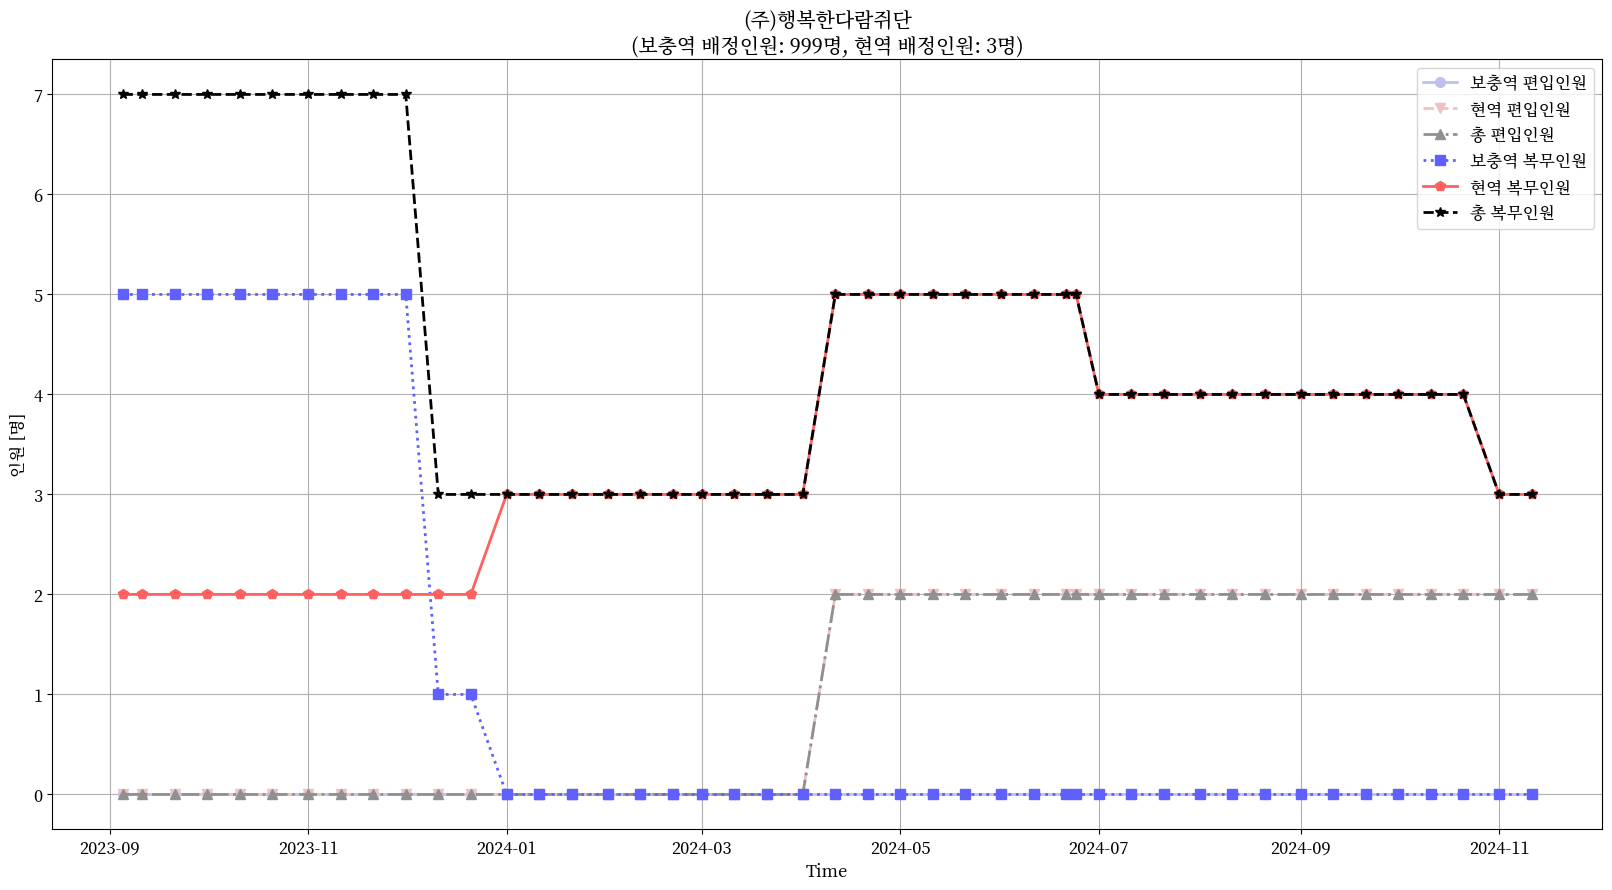 (주)행복한다람쥐단
(보충역 배정인원: 999명, 현역 배정인원: 3명)
보충역 편입인원
현역 편입인원
총 편입인원
보충역 복무인원
현역 복무인원
총 복무인원
인원 [명]
7
6
5
4
3
2
1
0
2023-09
2023-11
2024-01
2024-03
2024-05
2024-07
2024-09
2024-11
Time